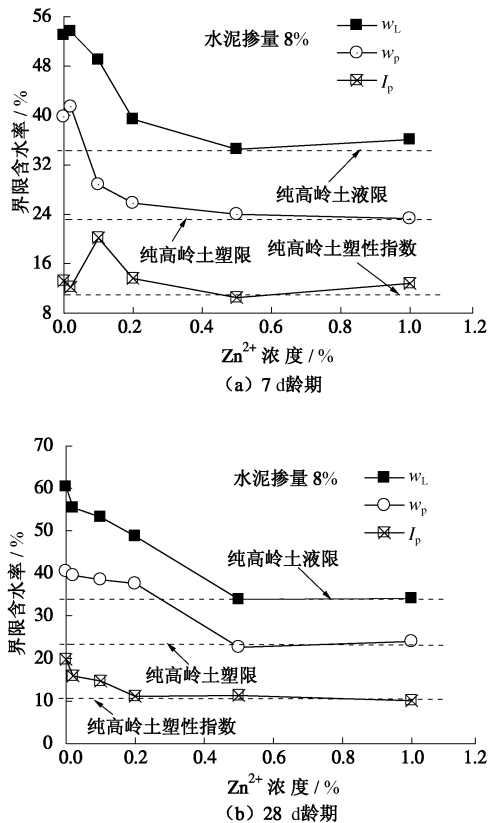 56
48
40
32
24
16
8
界限含水率 / %
水泥掺量 8%
wL
wp
Ip
纯高岭土液限
纯高岭土塑限
纯高岭土塑性指数
0.0 0.2 0.4 0.6 0.8 1.0 1.2
Zn2+ 浓 度 / %
（a）7 d龄期
70
60
50
40
30
20
10
0
界限含水率 / %
水泥掺量 8%
wL
wp
Ip
纯高岭土液限
纯高岭土塑限
纯高岭土塑性指数
0.0 0.2 0.4 0.6 0.8 1.0 1.2
Zn2+ 浓 度 / %
（b）28 d龄期